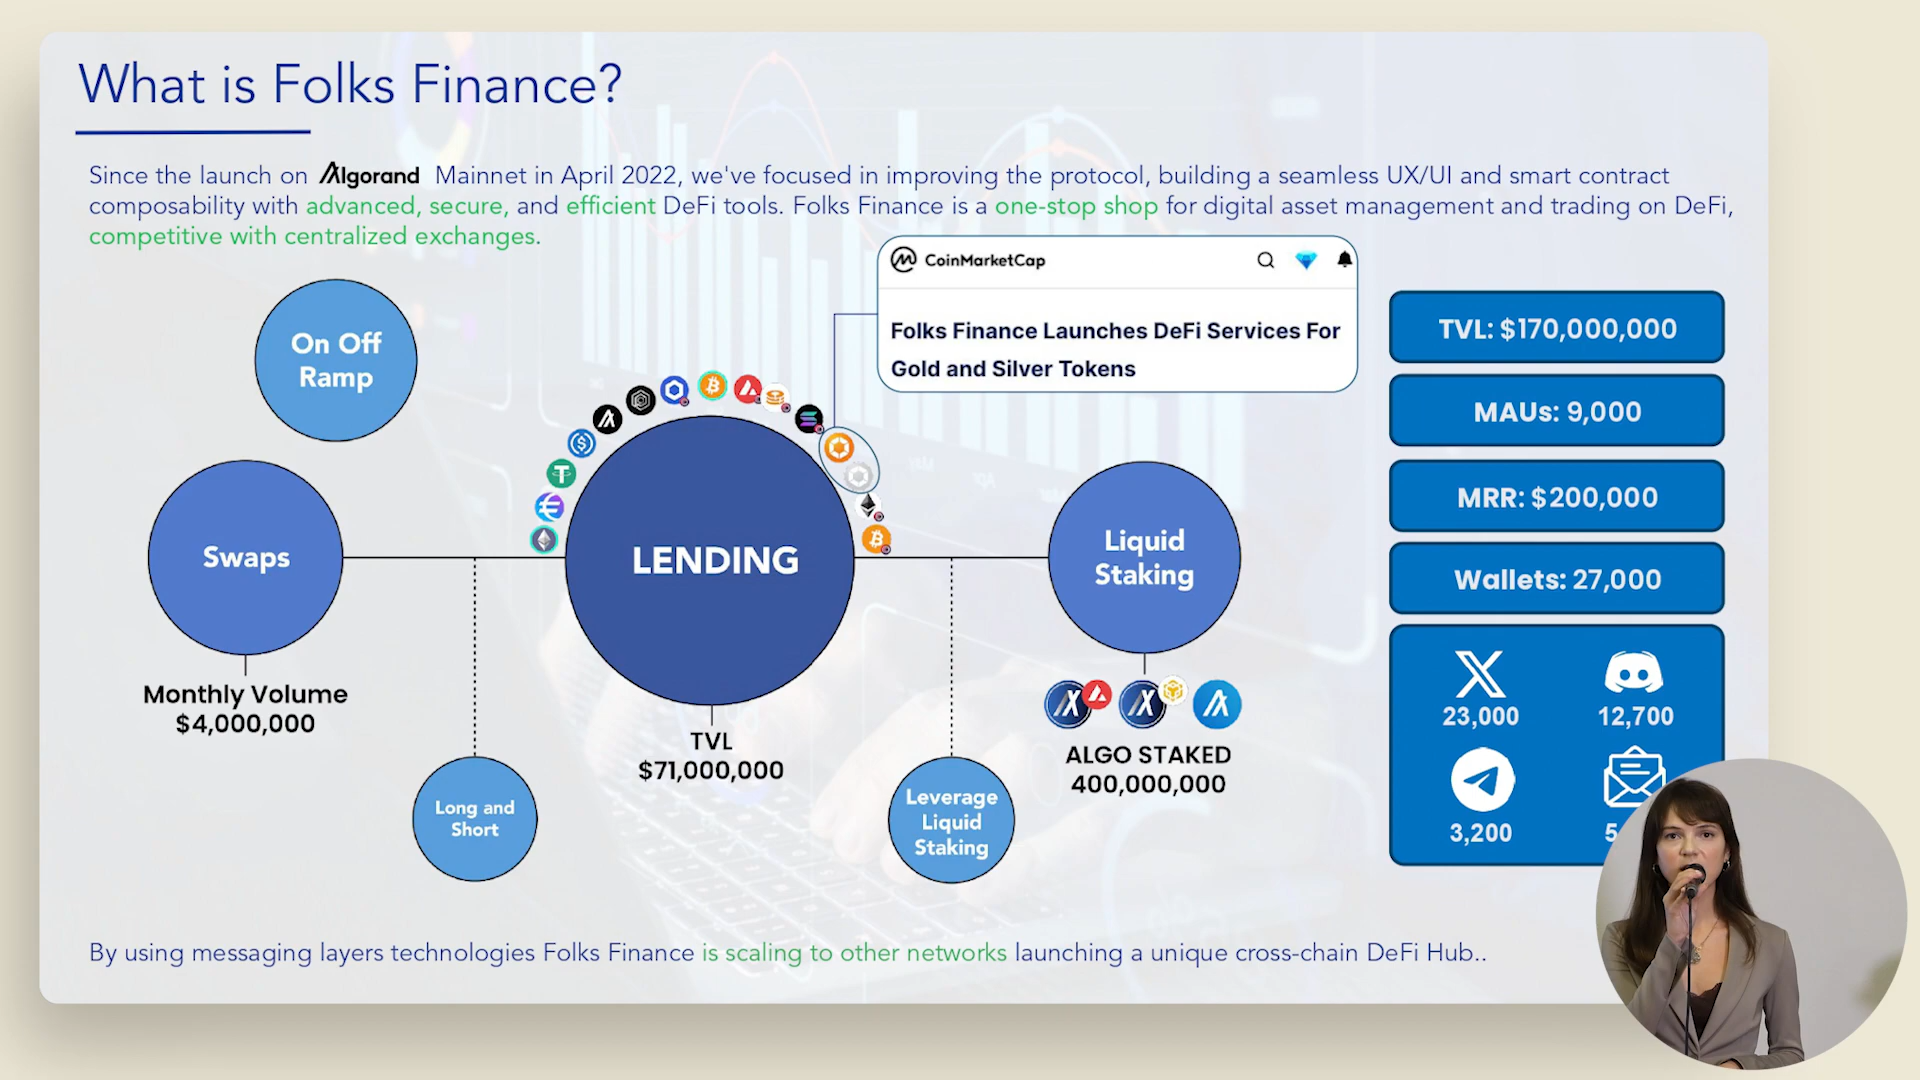 What is Folks Finance?
Since the launch on Algorand Mainnet in April 2022, we've focused in improving the protocol, building a seamless UX/UI and smart contract
composability with advanced, secure, and efficient DeFi tools. Folks Finance is a one-stop shop for digital asset management and trading on DeFi,
competitive with centralized exchanges.
CoinMarketCap
Folks Finance Launches DeFi Services For
Gold and Silver Tokens
On Off
Ramp
Swaps
Monthly Volume
$4,000,000
Long and
Short
LENDING
TVL
$71,000,000
Leverage
Liquid
Staking
Liquid
Staking
ALGO STAKED
400,000,000
TVL: $170,000,000
MAUs: 9,000
MRR: $200,000
Wallets: 27,000
23,000
12,700
3,200
By using messaging layers technologies Folks Finance is scaling to other networks launching a unique cross-chain DeFi Hub..